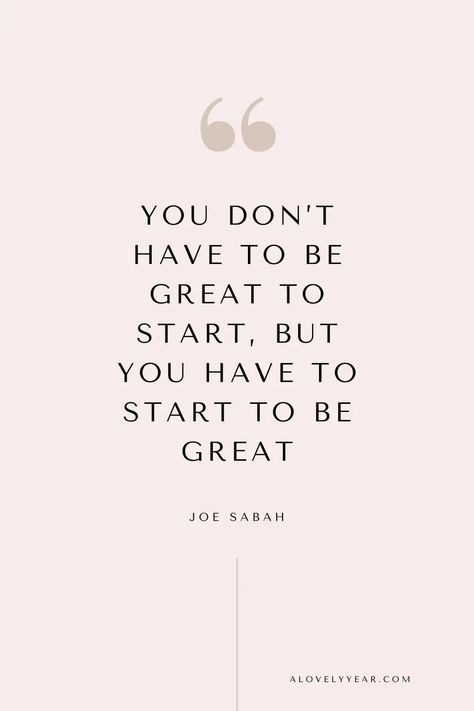 “
YOU DON'T
HAVE TO BE
GREAT TO
START, BUT
YOU HAVE TO
START TO BE
GREAT
JOE SABAH
ALOVELYYEAR.COM